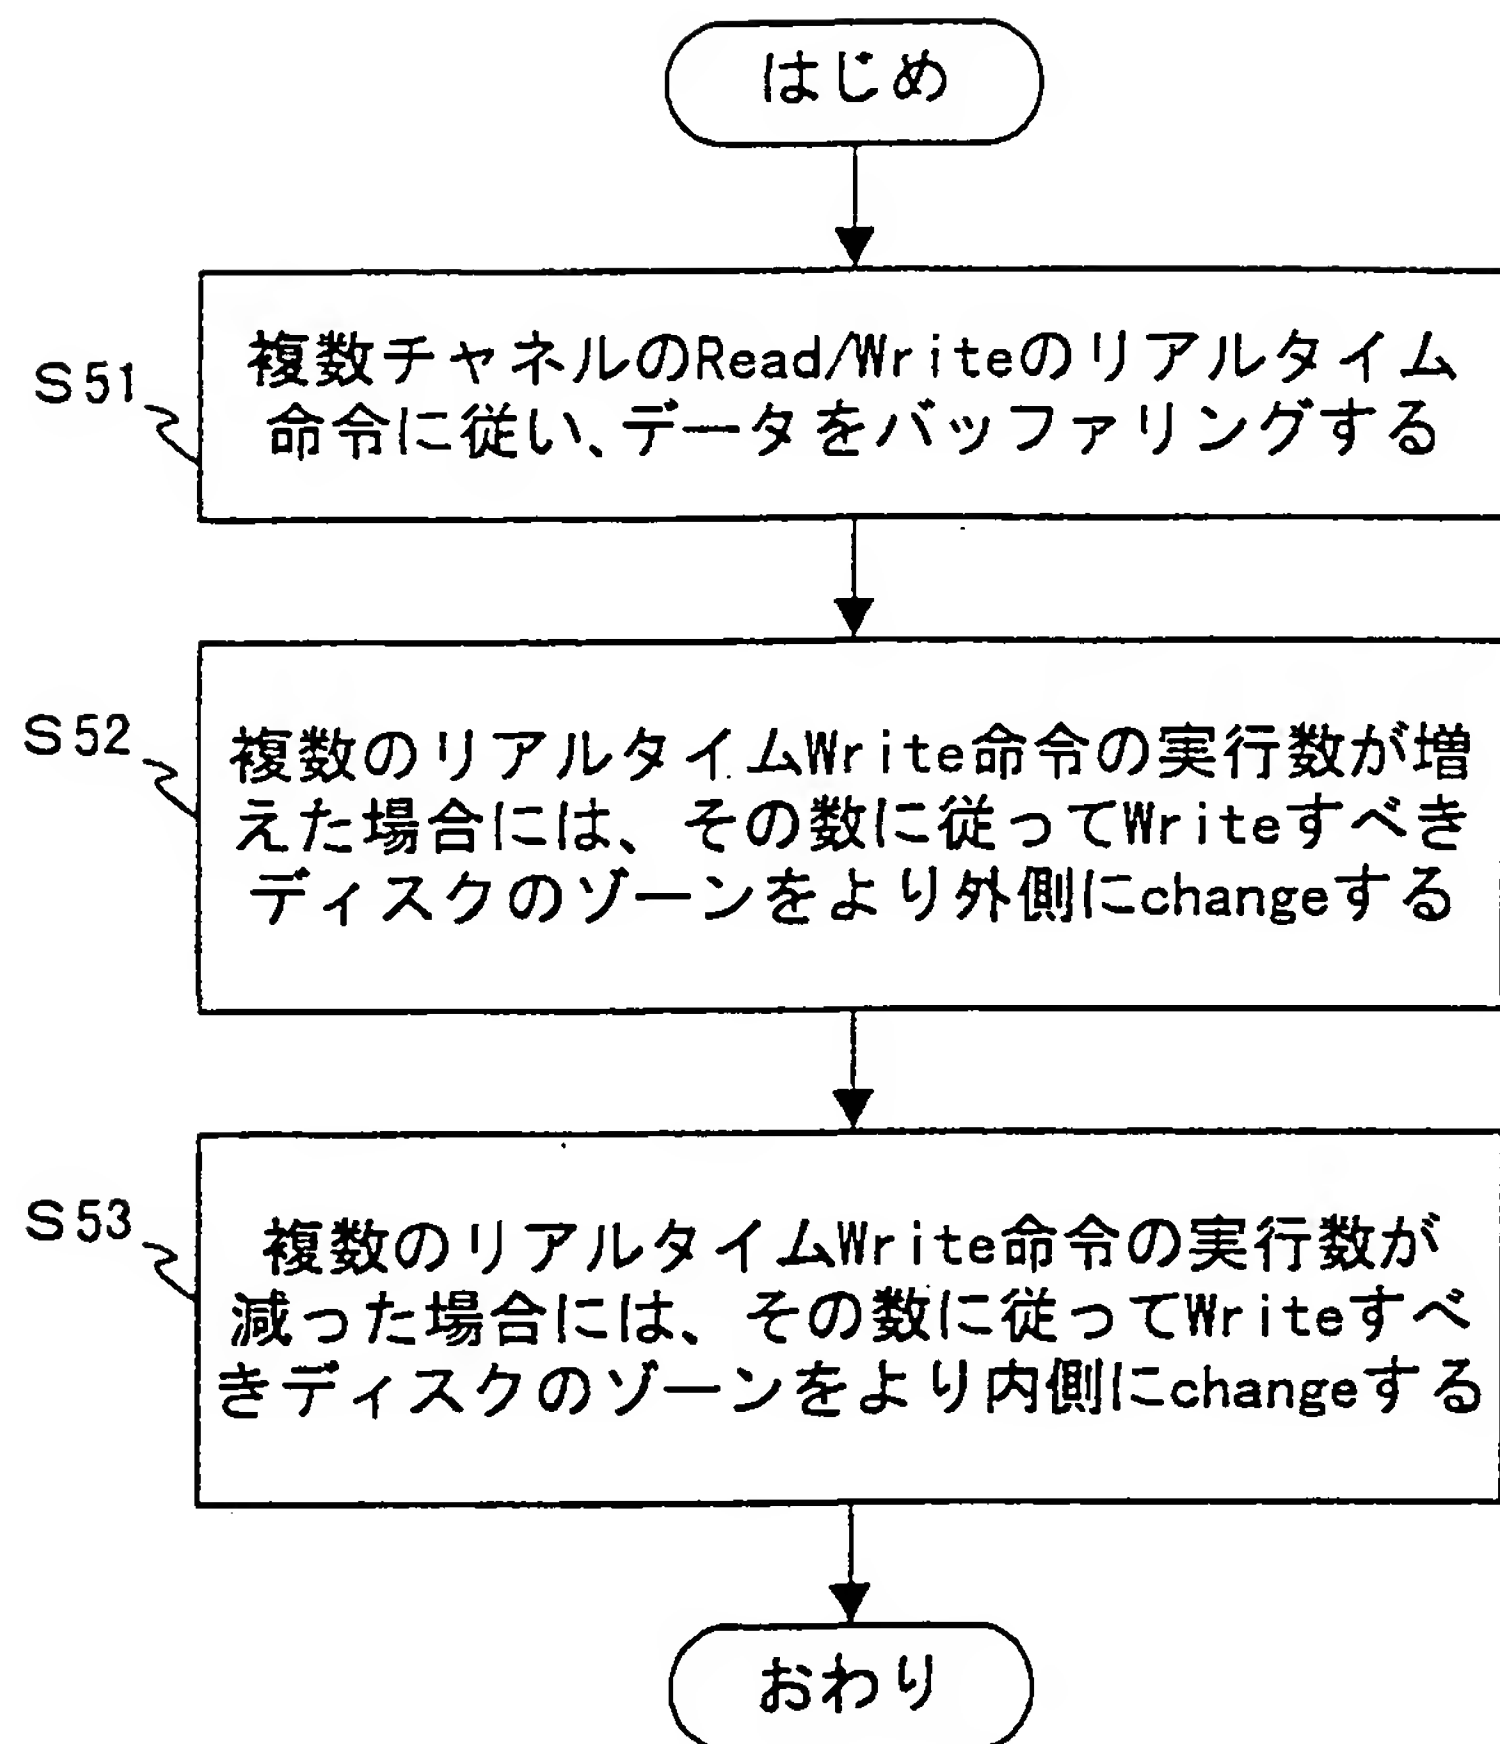 はじめ
S51
複数チャネルのRead/Writeのリアルタイム
命令に従い、データをバッファリングする
S52
複数のリアルタイムWrite命令の実行数が増
えた場合には、その数に従ってWriteすべき
ディスクのゾーンをより外側にchangeする
S53
複数のリアルタイムWrite命令の実行数が
減った場合には、その数に従ってWriteすべ
きディスクのゾーンをより内側にchangeする
おわり